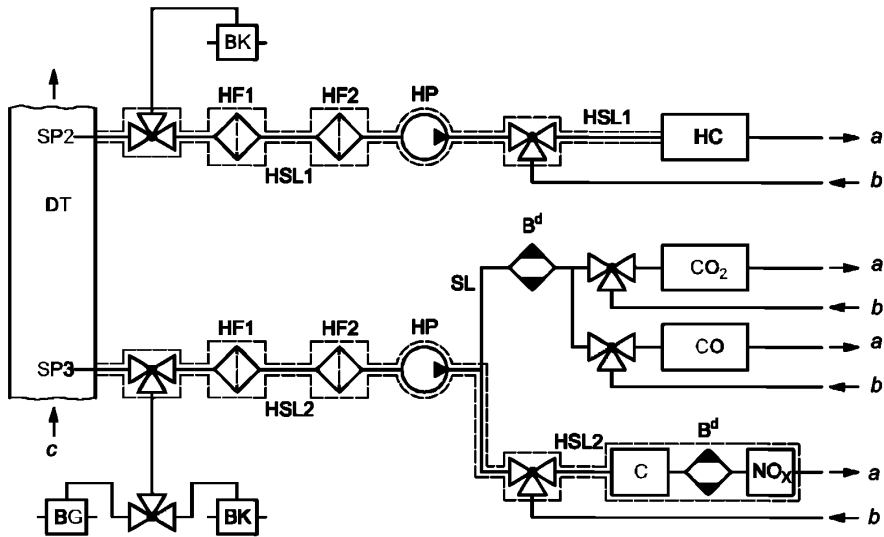 BK
HF1 HF2 HP
HSL1
SP2
HC
a
HSL1
b
DT
B^d
SL
CO₂
a
b
HF1 HF2 HP
CO
a
SP3
b
HSL2
c
HSL2
B^d
C
NOX
a
BG
BK
b